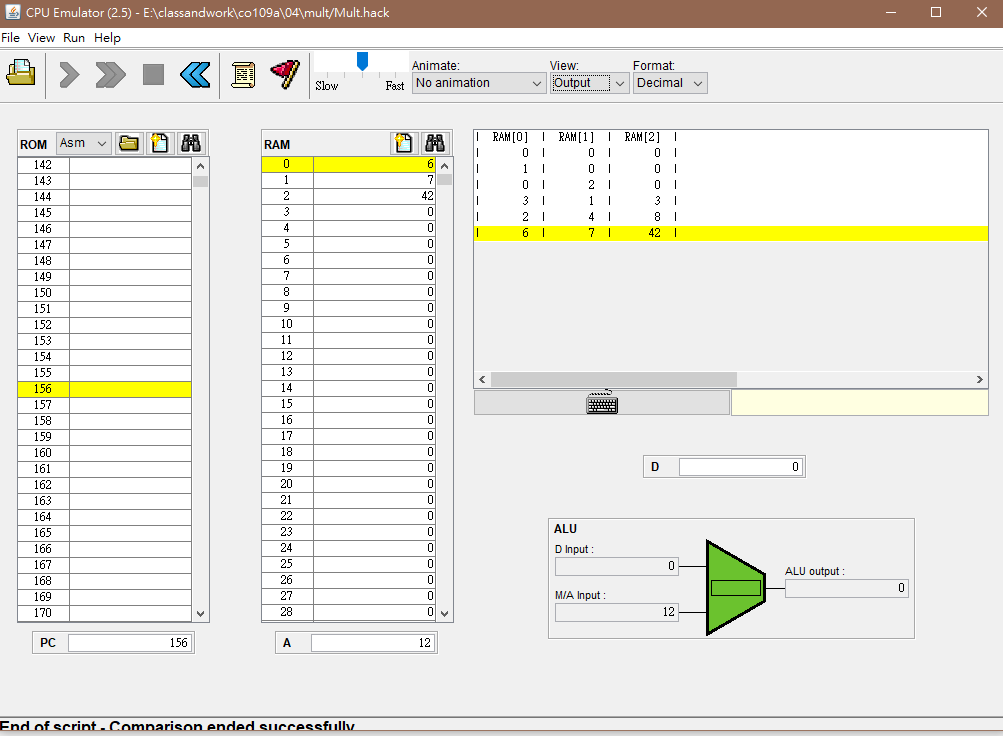 CPU Emulator (2.5) - E:\classandwork\co109a\04\mult/Mult.hack
File View Run Help
Slow Fast
Animate: View: Format:
No animation Output Decimal
ROM Asm
142
143
144
145
146
147
148
149
150
151
152
153
154
155
156
157
158
159
160
161
162
163
164
165
166
167
168
169
170
PC 156
RAM
0 6
1 7
2 42
3 0
4 0
5 0
6 0
7 0
8 0
9 0
10 0
11 0
12 0
13 0
14 0
15 0
16 0
17 0
18 0
19 0
20 0
21 0
22 0
23 0
24 0
25 0
26 0
27 0
28 0
A 12
| RAM[0] | RAM[1] | RAM[2] |
| 0 | 0 | 0 |
| 1 | 0 | 0 |
| 0 | 2 | 0 |
| 3 | 1 | 3 |
| 2 | 4 | 8 |
| 6 | 7 | 42 |
D 0
ALU
D Input :
0
M/A Input :
12
ALU output :
0
End of script - Comparison ended successfully